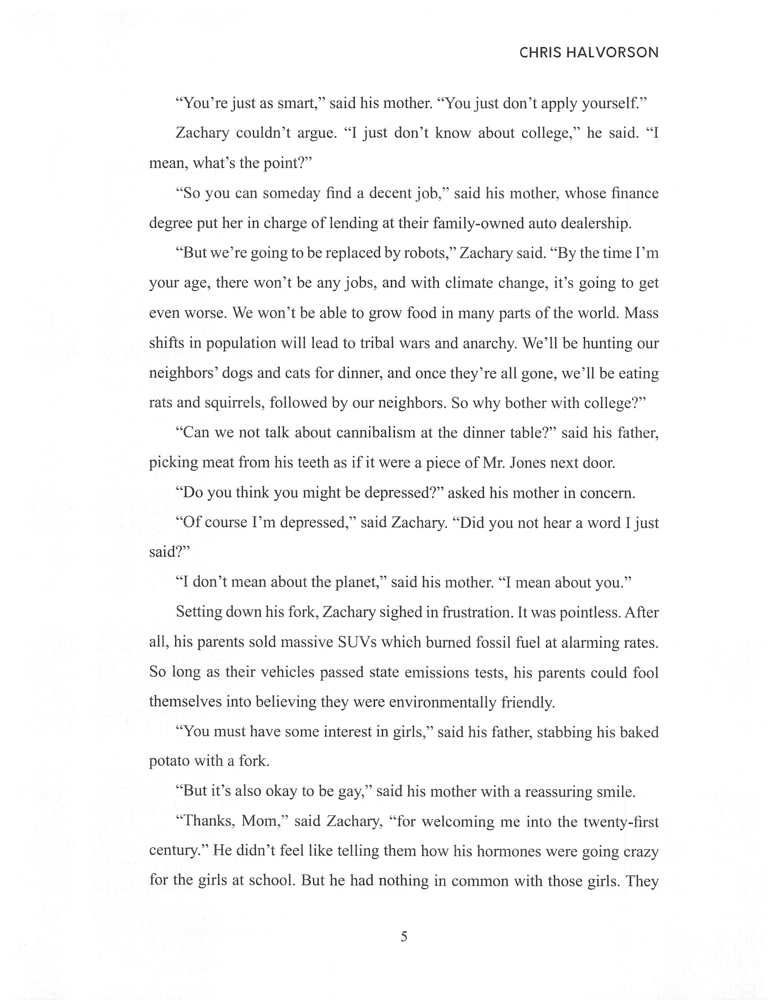 CHRIS HALVORSON
“You’re just as smart,” said his mother. “You just don’t apply yourself.”
Zachary couldn’t argue. “I just don’t know about college,” he said. “I
mean, what’s the point?”
“So you can someday find a decent job,” said his mother, whose finance
degree put her in charge of lending at their family-owned auto dealership.
“But we’re going to be replaced by robots,” Zachary said. “By the time I’m
your age, there won’t be any jobs, and with climate change, it’s going to get
even worse. We won’t be able to grow food in many parts of the world. Mass
shifts in population will lead to tribal wars and anarchy. We’ll be hunting our
neighbors’ dogs and cats for dinner, and once they’re all gone, we’ll be eating
rats and squirrels, followed by our neighbors. So why bother with college?”
“Can we not talk about cannibalism at the dinner table?” said his father,
picking meat from his teeth as if it were a piece of Mr. Jones next door.
“Do you think you might be depressed?” asked his mother in concern.
“Of course I’m depressed,” said Zachary. “Did you not hear a word I just
said?”
“I don’t mean about the planet,” said his mother. “I mean about you.”
Setting down his fork, Zachary sighed in frustration. It was pointless. After
all, his parents sold massive SUVs which burned fossil fuel at alarming rates.
So long as their vehicles passed state emissions tests, his parents could fool
themselves into believing they were environmentally friendly.
“You must have some interest in girls,” said his father, stabbing his baked
potato with a fork.
“But it’s also okay to be gay,” said his mother with a reassuring smile.
“Thanks, Mom,” said Zachary, “for welcoming me into the twenty-first
century.” He didn’t feel like telling them how his hormones were going crazy
for the girls at school. But he had nothing in common with those girls. They
5